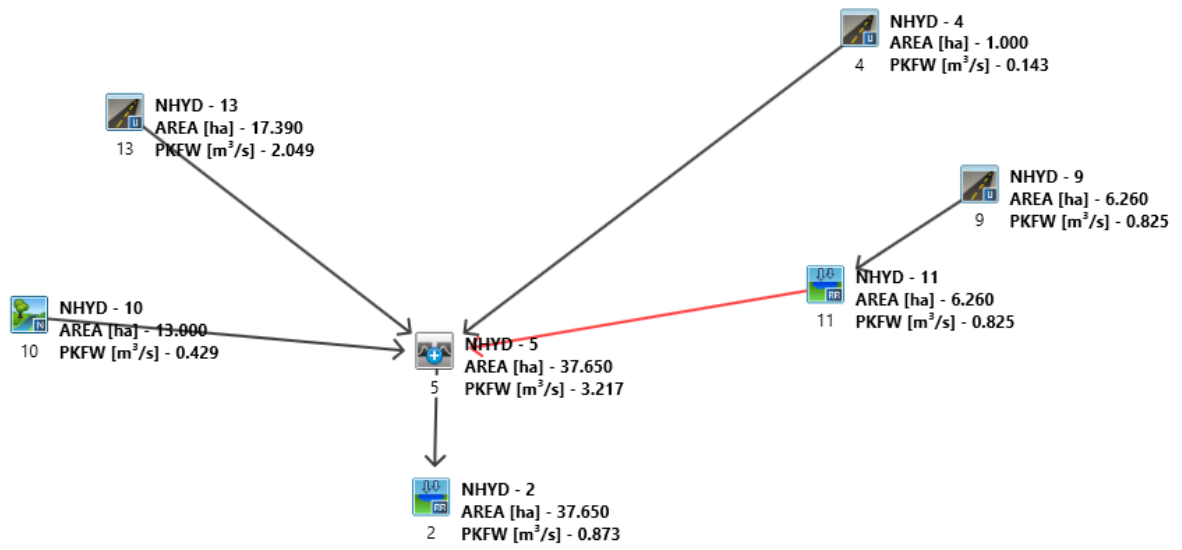 NHYD - 4
AREA [ha] - 1.000
PKFW [m³/s] - 0.143
U
4
NHYD - 13
AREA [ha] - 17.390
PKFW [m³/s] - 2.049
U
13
NHYD - 9
AREA [ha] - 6.260
PKFW [m³/s] - 0.825
U
9
NHYD - 11
AREA [ha] - 6.260
PKFW [m³/s] - 0.825
RR
11
NHYD - 10
AREA [ha] - 13.000
PKFW [m³/s] - 0.429
N
10
NHYD - 5
AREA [ha] - 37.650
PKFW [m³/s] - 3.217
5
NHYD - 2
AREA [ha] - 37.650
PKFW [m³/s] - 0.873
RR
2